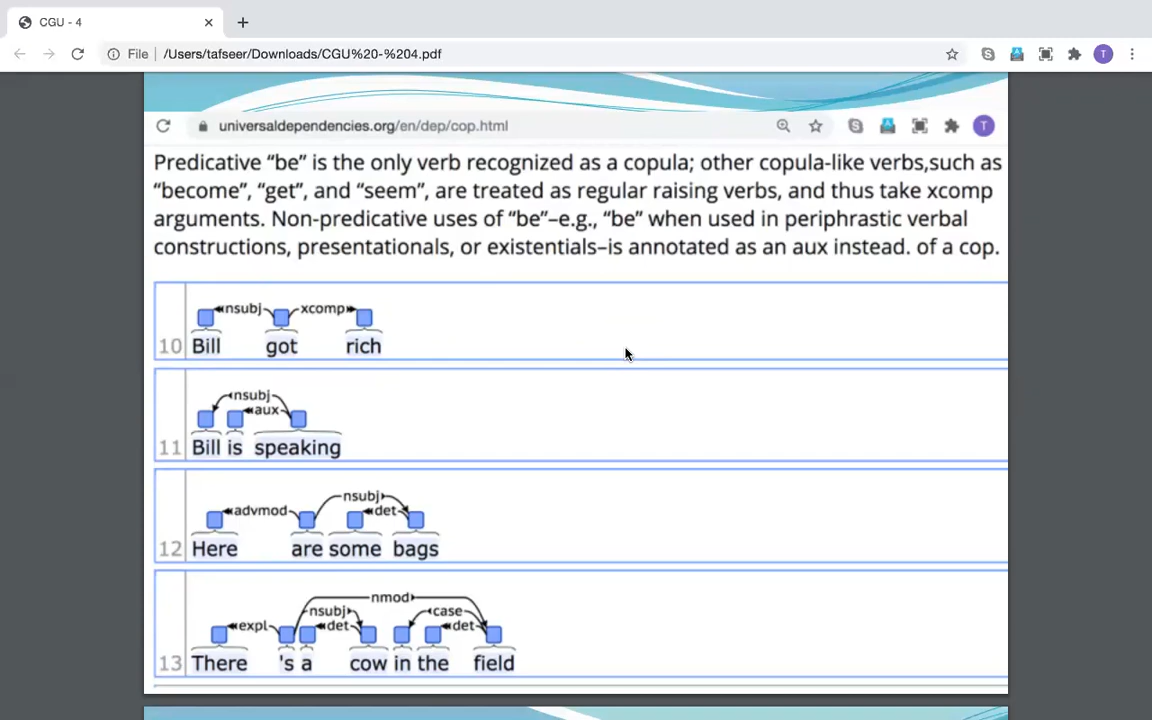 CGU - 4
File /Users/tafseer/Downloads/CGU%20-%204.pdf
T
universaldependencies.org/en/dep/cop.html
T
Predicative “be” is the only verb recognized as a copula; other copula-like verbs,such as
“become”, “get”, and “seem”, are treated as regular raising verbs, and thus take xcomp
arguments. Non-predicative uses of “be”–e.g., “be” when used in periphrastic verbal
constructions, presentationals, or existentials–is annotated as an aux instead. of a cop.
nsubj xcomp
10 Bill got rich
nsubj
aux
11 Bill is speaking
nsubj
advmod det
12 Here are some bags
nmod
nsubj case
expl det det
13 There 's a cow in the field